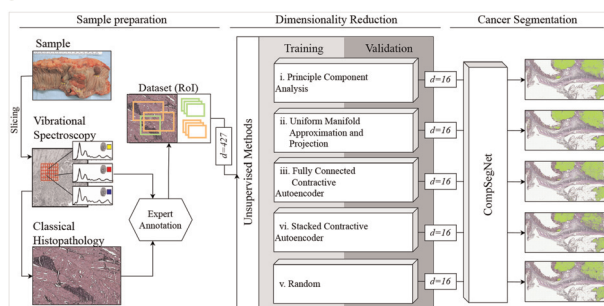 Sample preparation
Dimensionality Reduction
Cancer Segmentation
Sample
Slicing
Vibrational
Spectroscopy
Classical
Histopathology
Dataset (RoI)
d=427
Expert
Annotation
Unsupervised Methods
Training
Validation
i. Principle Component
Analysis
ii. Uniform Manifold
Approximation and
Projection
iii. Fully Connected
Contractive
Autoencoder
vi. Stacked Contractive
Autoencoder
v. Random
d=16
d=16
d=16
d=16
d=16
CompSegNet